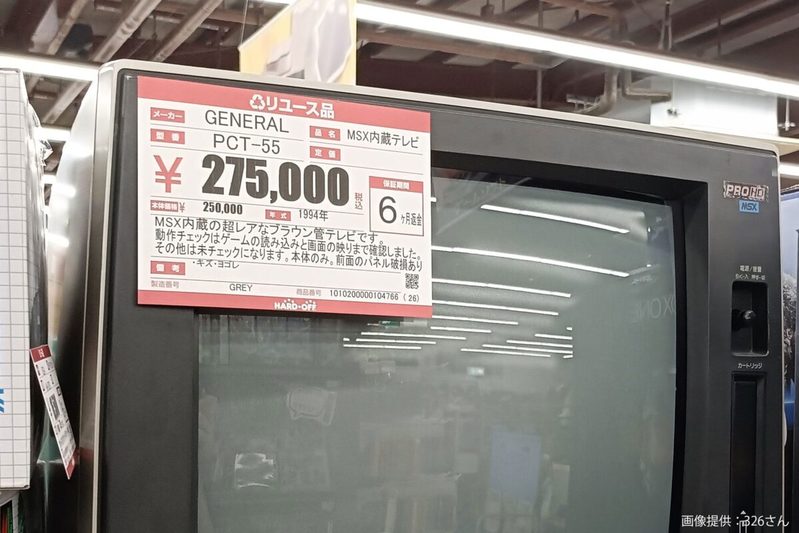 リユース品
メーカー GENERAL 品名 MSX内蔵テレビ
型番 PCT-55 定価
¥275,000 税込
保証期間 6ヶ月返金
本体価格 ¥ 250,000 年式 1994年
MSX内蔵の超レアなブラウン管テレビです。
動作チェックはゲームの読み込みと画面の映りまで確認しました。
その他は未チェックになります。本体のみ。前面のパネル破損あり
備考 ・キズ・ヨゴレ
製造番号 GREY 商品番号 1010200000104766 (26)
HARD-OFF
MSX
電源/音量
カートリッジ
画像提供：326さん